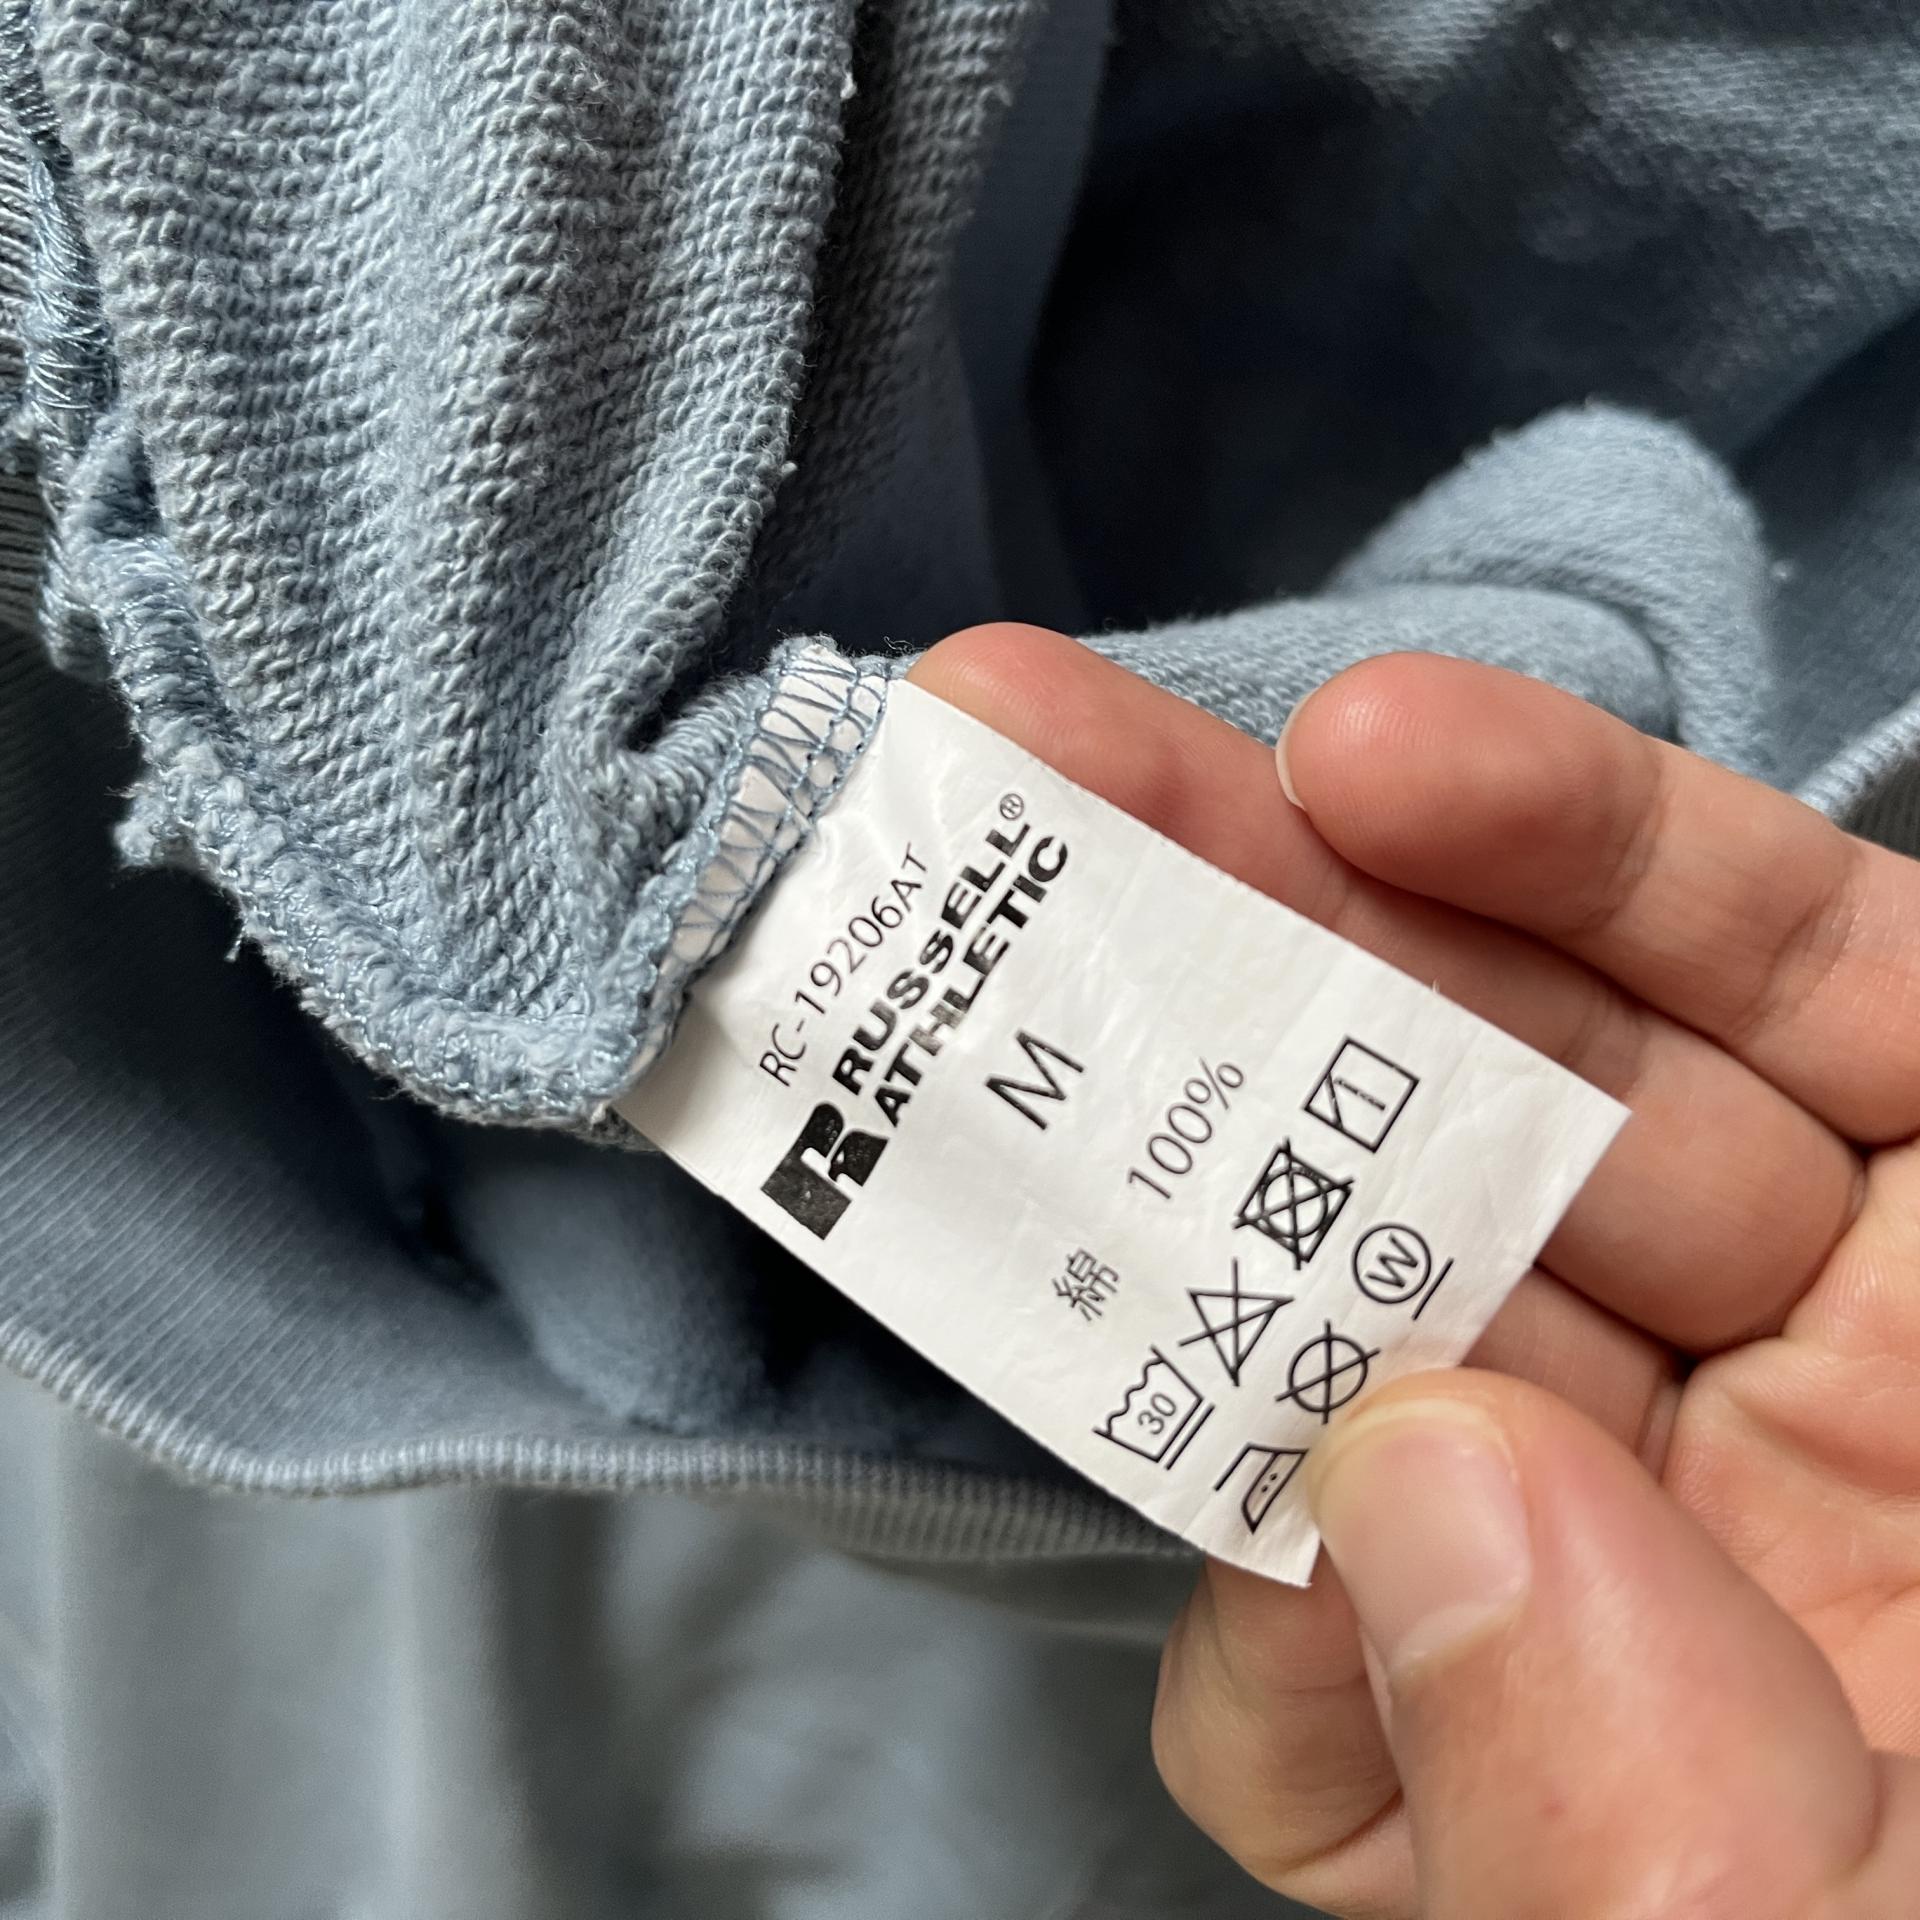 RC-19206AT
RUSSELL®
ATHLETIC
M
綿 100%
30
W